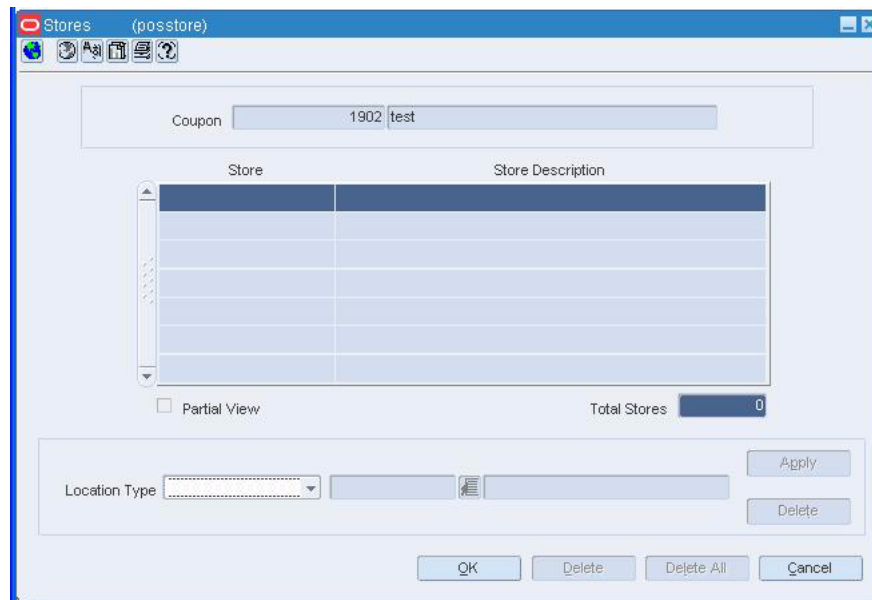 Stores (posstore)
Coupon 1902 test
Store Store Description
Partial View Total Stores 0
Apply
Location Type
Delete
OK Delete Delete All Cancel